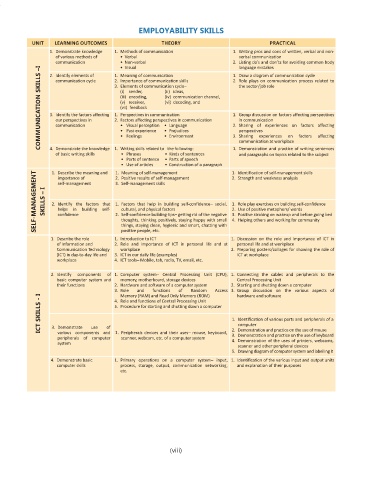 EMPLOYABILITY SKILLS
UNIT LEARNING OUTCOMES THEORY PRACTICAL
COMMUNICATION SKILLS –I
1. Demonstrate knowledge of various methods of communication
1. Methods of communication
• Verbal
• Non-verbal
• Visual
1. Writing pros and cons of written, verbal and non-verbal communication
2. Listing do's and don'ts for avoiding common body language mistakes
2. Identify elements of communication cycle
1. Meaning of communication
2. Importance of communication skills
3. Elements of communication cycle–
(i) sender, (ii) ideas,
(iii) encoding, (iv) communication channel,
(v) receiver, (vi) decoding, and
(vii) feedback
1. Draw a diagram of communication cycle
2. Role plays on communication process related to the sector/job role
3. Identify the factors affecting our perspectives in communication
1. Perspectives in communication
2. Factors affecting perspectives in communication
• Visual perception • Language
• Past experience • Prejudices
• Feelings • Environment
1. Group discussion on factors affecting perspectives in communication
2. Sharing of experiences on factors affecting perspectives
3. Sharing experiences on factors affecting communication at workplace
4. Demonstrate the knowledge of basic writing skills
1. Writing skills related to the following:
• Phrases • Kinds of sentences
• Parts of sentence • Parts of speech
• Use of articles • Construction of a paragraph
1. Demonstration and practice of writing sentences and paragraphs on topics related to the subject
SELF-MANAGEMENT SKILLS – I
1. Describe the meaning and importance of self-management
1. Meaning of self-management
2. Positive results of self-management
3. Self-management skills
1. Identification of self-management skills
2. Strength and weakness analysis
2. Identify the factors that helps in building self-confidence
1. Factors that help in building self-confidence– social, cultural, and physical factors
2. Self-confidence building tips– getting rid of the negative thoughts, thinking positively, staying happy with small things, staying clean, hygienic and smart, chatting with positive people, etc.
1. Role play exercises on building self-confidence
2. Use of positive metaphors/ words
3. Positive stroking on wakeup and before going bed
4. Helping others and working for community
ICT SKILLS - I
1. Describe the role of Information and Communication Technology (ICT) in day-to-day life and workplace
1. Introduction to ICT
2. Role and importance of ICT in personal life and at workplace
3. ICT in our daily life (examples)
4. ICT tools–Mobile, tab, radio, TV, email, etc.
1. Discussion on the role and importance of ICT in personal life and at workplace
2. Preparing posters/collages for showing the role of ICT at workplace
2. Identify components of basic computer system and their functions
1. Computer system– Central Processing Unit (CPU), memory, motherboard, storage devices
2. Hardware and software of a computer system
3. Role and functions of Random Access Memory (RAM) and Read Only Memory (ROM)
4. Role and functions of Central Processing Unit
5. Procedure for starting and shutting down a computer
1. Connecting the cables and peripherals to the Central Processing Unit
2. Starting and shutting down a computer
3. Group discussion on the various aspects of hardware and software
3. Demonstrate use of various components and peripherals of computer system
1. Peripherals devices and their uses– mouse, keyboard, scanner, webcam, etc. of a computer system
1. Identification of various parts and peripherals of a computer
2. Demonstration and practice on the use of mouse
3. Demonstration and practice on the use of keyboard
4. Demonstration of the uses of printers, webcams, scanner and other peripheral devices
5. Drawing diagram of computer system and labelling it
4. Demonstrate basic computer skills
1. Primary operations on a computer system– input, process, storage, output, communication networking, etc.
1. Identification of the various input and output units and explanation of their purposes
(viii)